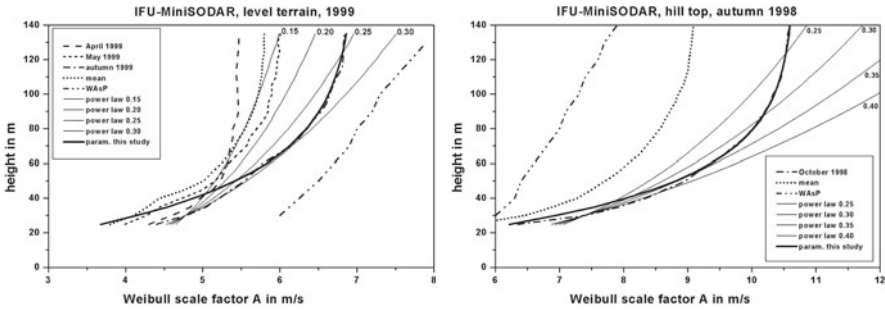 IFU-MiniSODAR, level terrain, 1999
140
120
100
80
60
40
20
0
height in m
April 1999
May 1999
autumn 1999
mean
WAsP
power law 0.15
power law 0.20
power law 0.25
power law 0.30
param. this study
0.15
0.20
0.25
0.30
3
4
5
6
7
8
Weibull scale factor A in m/s
IFU-MiniSODAR, hill top, autumn 1998
140
120
100
80
60
40
20
0
height in m
0.25
0.30
0.35
0.40
October 1998
mean
WAsP
power law 0.25
power law 0.30
power law 0.35
power law 0.40
param. this study
6
7
8
9
10
11
12
Weibull scale factor A in m/s